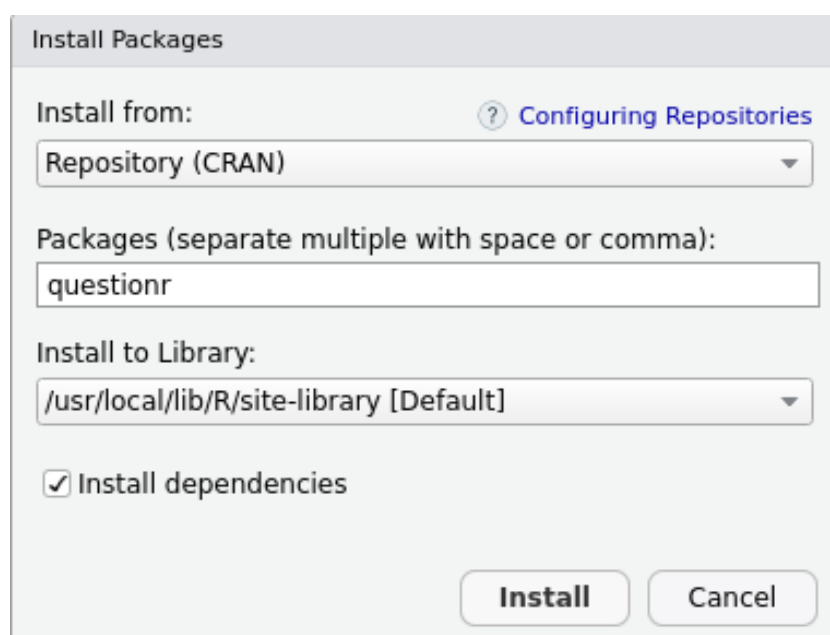 Install Packages
Install from:
? Configuring Repositories
Repository (CRAN)
Packages (separate multiple with space or comma):
questionr
Install to Library:
/usr/local/lib/R/site-library [Default]
Install dependencies
Install
Cancel